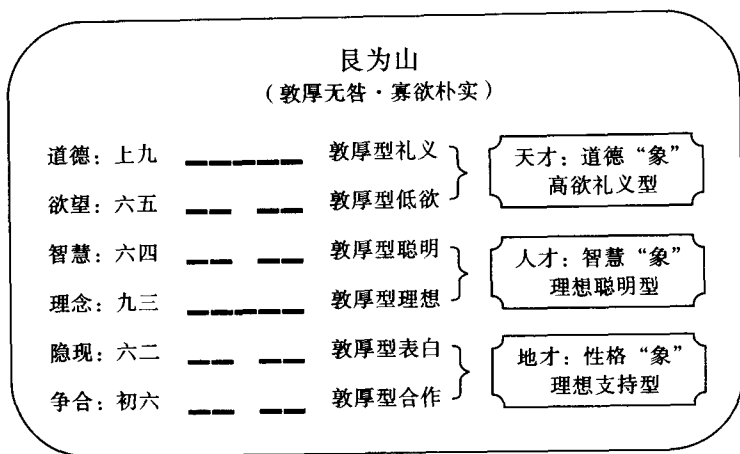 艮为山
（敦厚无咎·寡欲朴实）
道德：上九 敦厚型礼义
欲望：六五 敦厚型低欲
天才：道德“象”
高欲礼义型
智慧：六四 敦厚型聪明
理念：九三 敦厚型理想
人才：智慧“象”
理想聪明型
隐现：六二 敦厚型表白
争合：初六 敦厚型合作
地才：性格“象”
理想支持型